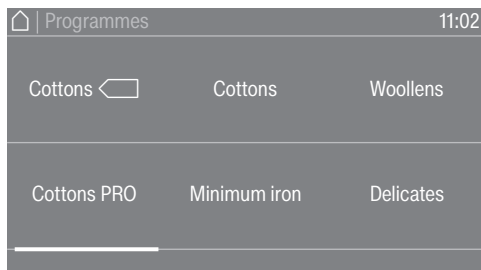 | Programmes 11:02
Cottons Cottons Woollens
Cottons PRO Minimum iron Delicates